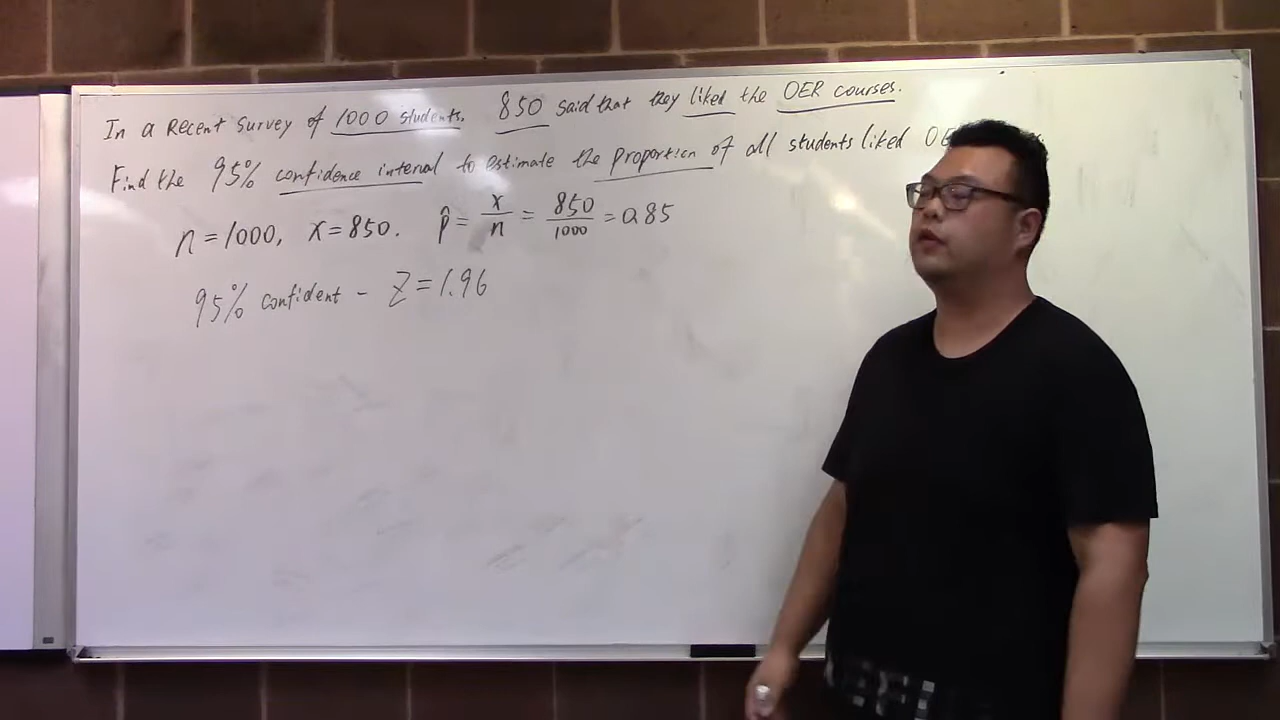 In a Recent survey of 1000 students. 850 said that they liked the OER courses.
Find the 95% confidence interval to estimate the proportion of all students liked
n = 1000, x = 850. p̂ = x/n = 850/1000 = 0.85
95% confident - Z = 1.96